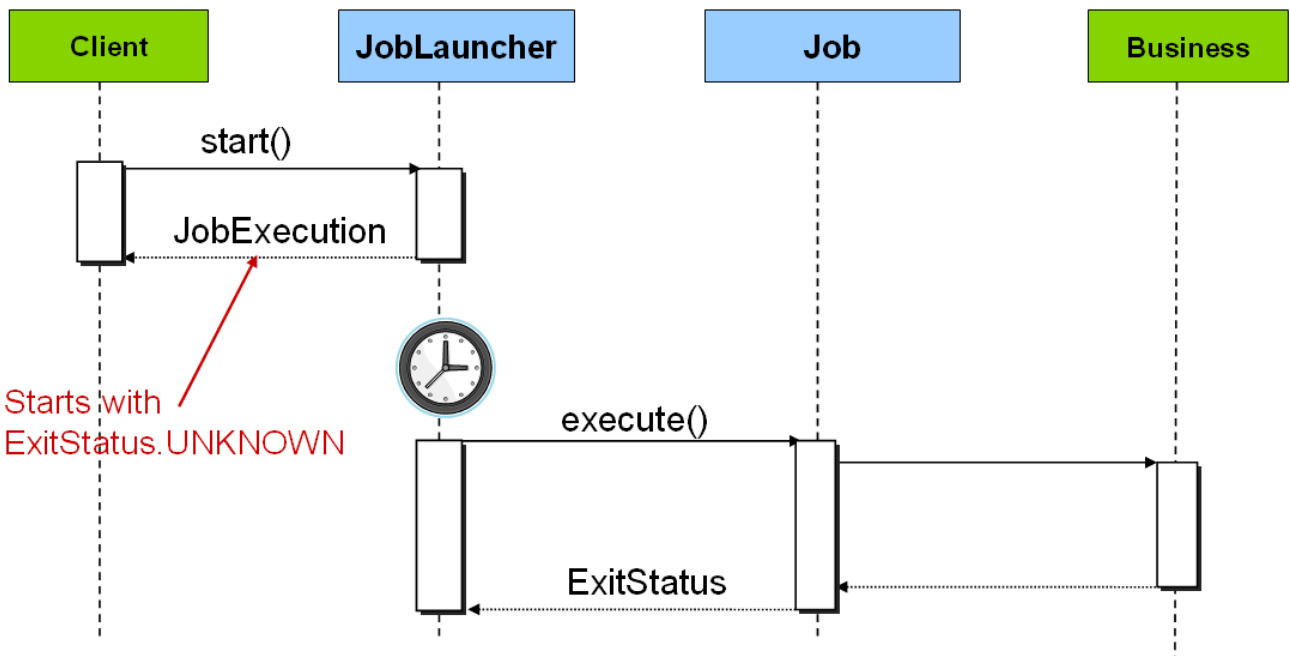 Client
JobLauncher
Job
Business
start()
JobExecution
Starts with
ExitStatus.UNKNOWN
execute()
ExitStatus